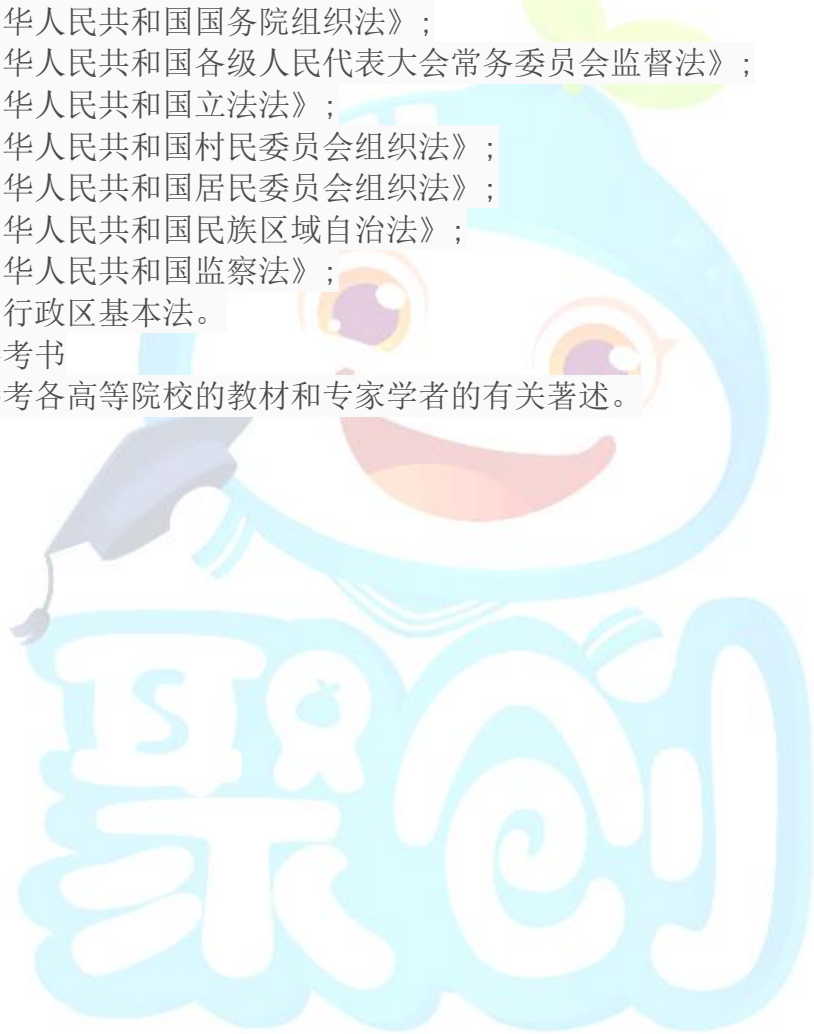 华人民共和国国务院组织法》;
华人民共和国各级人民代表大会常务委员会监督法》;
华人民共和国立法法》;
华人民共和国村民委员会组织法》;
华人民共和国居民委员会组织法》;
华人民共和国民族区域自治法》;
华人民共和国监察法》;
行政区基本法。
考书
考各高等院校的教材和专家学者的有关著述。
聚创